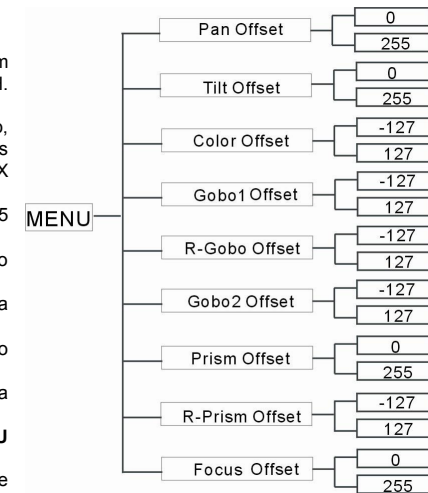 m
l.
o,
s
X
5
o
a
o
a
U
e
MENU
Pan Offset
0
255
Tilt Offset
0
255
Color Offset
-127
127
Gobo1 Offset
-127
127
R-Gobo Offset
-127
127
Gobo2 Offset
-127
127
Prism Offset
0
255
R-Prism Offset
-127
127
Focus Offset
0
255